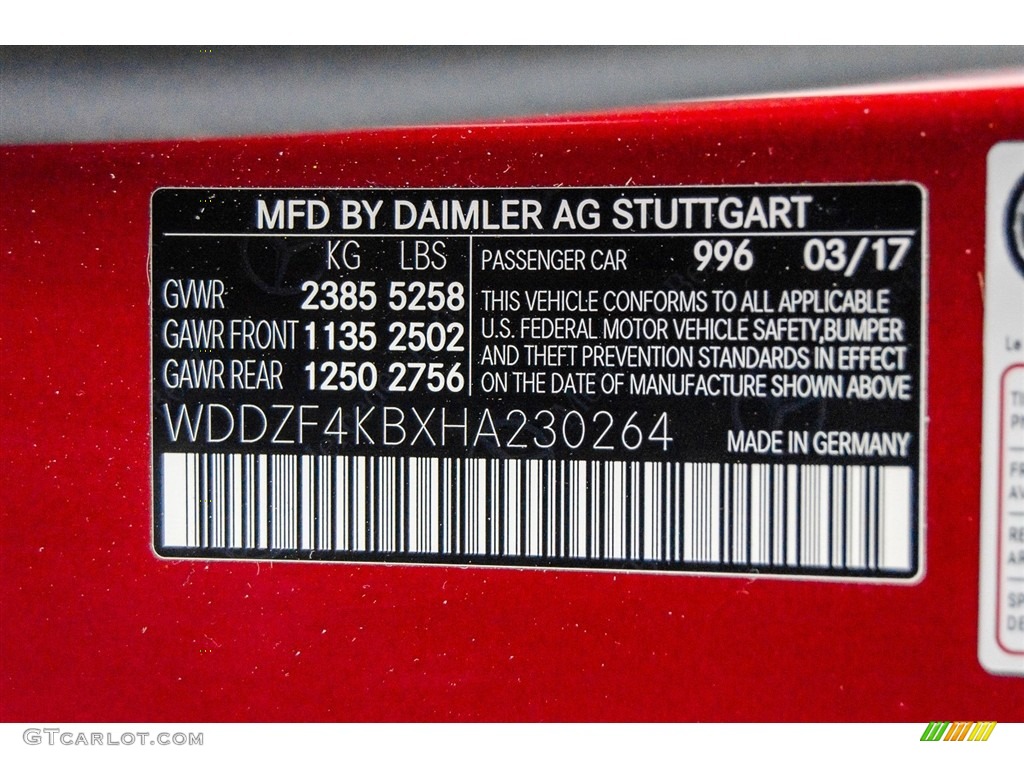 MFD BY DAIMLER AG STUTTGART
KG LBS
GVWR 2385 5258
GAWR FRONT 1135 2502
GAWR REAR 1250 2756
PASSENGER CAR 996 03/17
THIS VEHICLE CONFORMS TO ALL APPLICABLE
U.S. FEDERAL MOTOR VEHICLE SAFETY,BUMPER
AND THEFT PREVENTION STANDARDS IN EFFECT
ON THE DATE OF MANUFACTURE SHOWN ABOVE
WDDZF4KBXHA230264 MADE IN GERMANY
GTCARLOT.COM